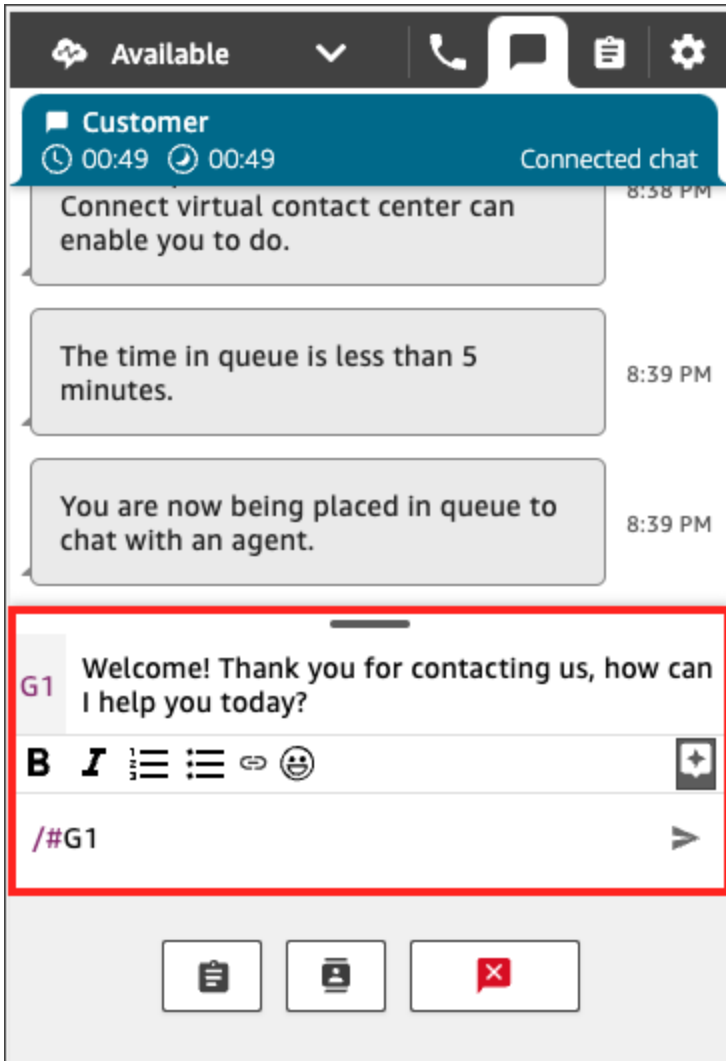 Available
Customer
00:49 00:49 Connected chat
8:38 PM
Connect virtual contact center can
enable you to do.
The time in queue is less than 5
minutes.
8:39 PM
You are now being placed in queue to
chat with an agent.
8:39 PM
G1
Welcome! Thank you for contacting us, how can
I help you today?
B I
/#G1